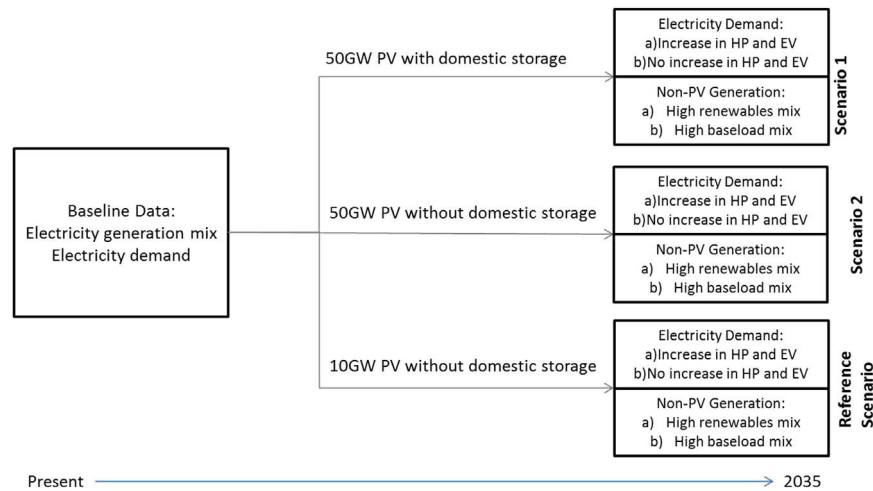 Baseline Data:
Electricity generation mix
Electricity demand
50GW PV with domestic storage
Electricity Demand:
a)Increase in HP and EV
b)No increase in HP and EV
Non-PV Generation:
a) High renewables mix
b) High baseload mix
Scenario 1
50GW PV without domestic storage
Electricity Demand:
a)Increase in HP and EV
b)No increase in HP and EV
Non-PV Generation:
a) High renewables mix
b) High baseload mix
Scenario 2
10GW PV without domestic storage
Electricity Demand:
a)Increase in HP and EV
b)No increase in HP and EV
Non-PV Generation:
a) High renewables mix
b) High baseload mix
Reference
Scenario
Present
2035